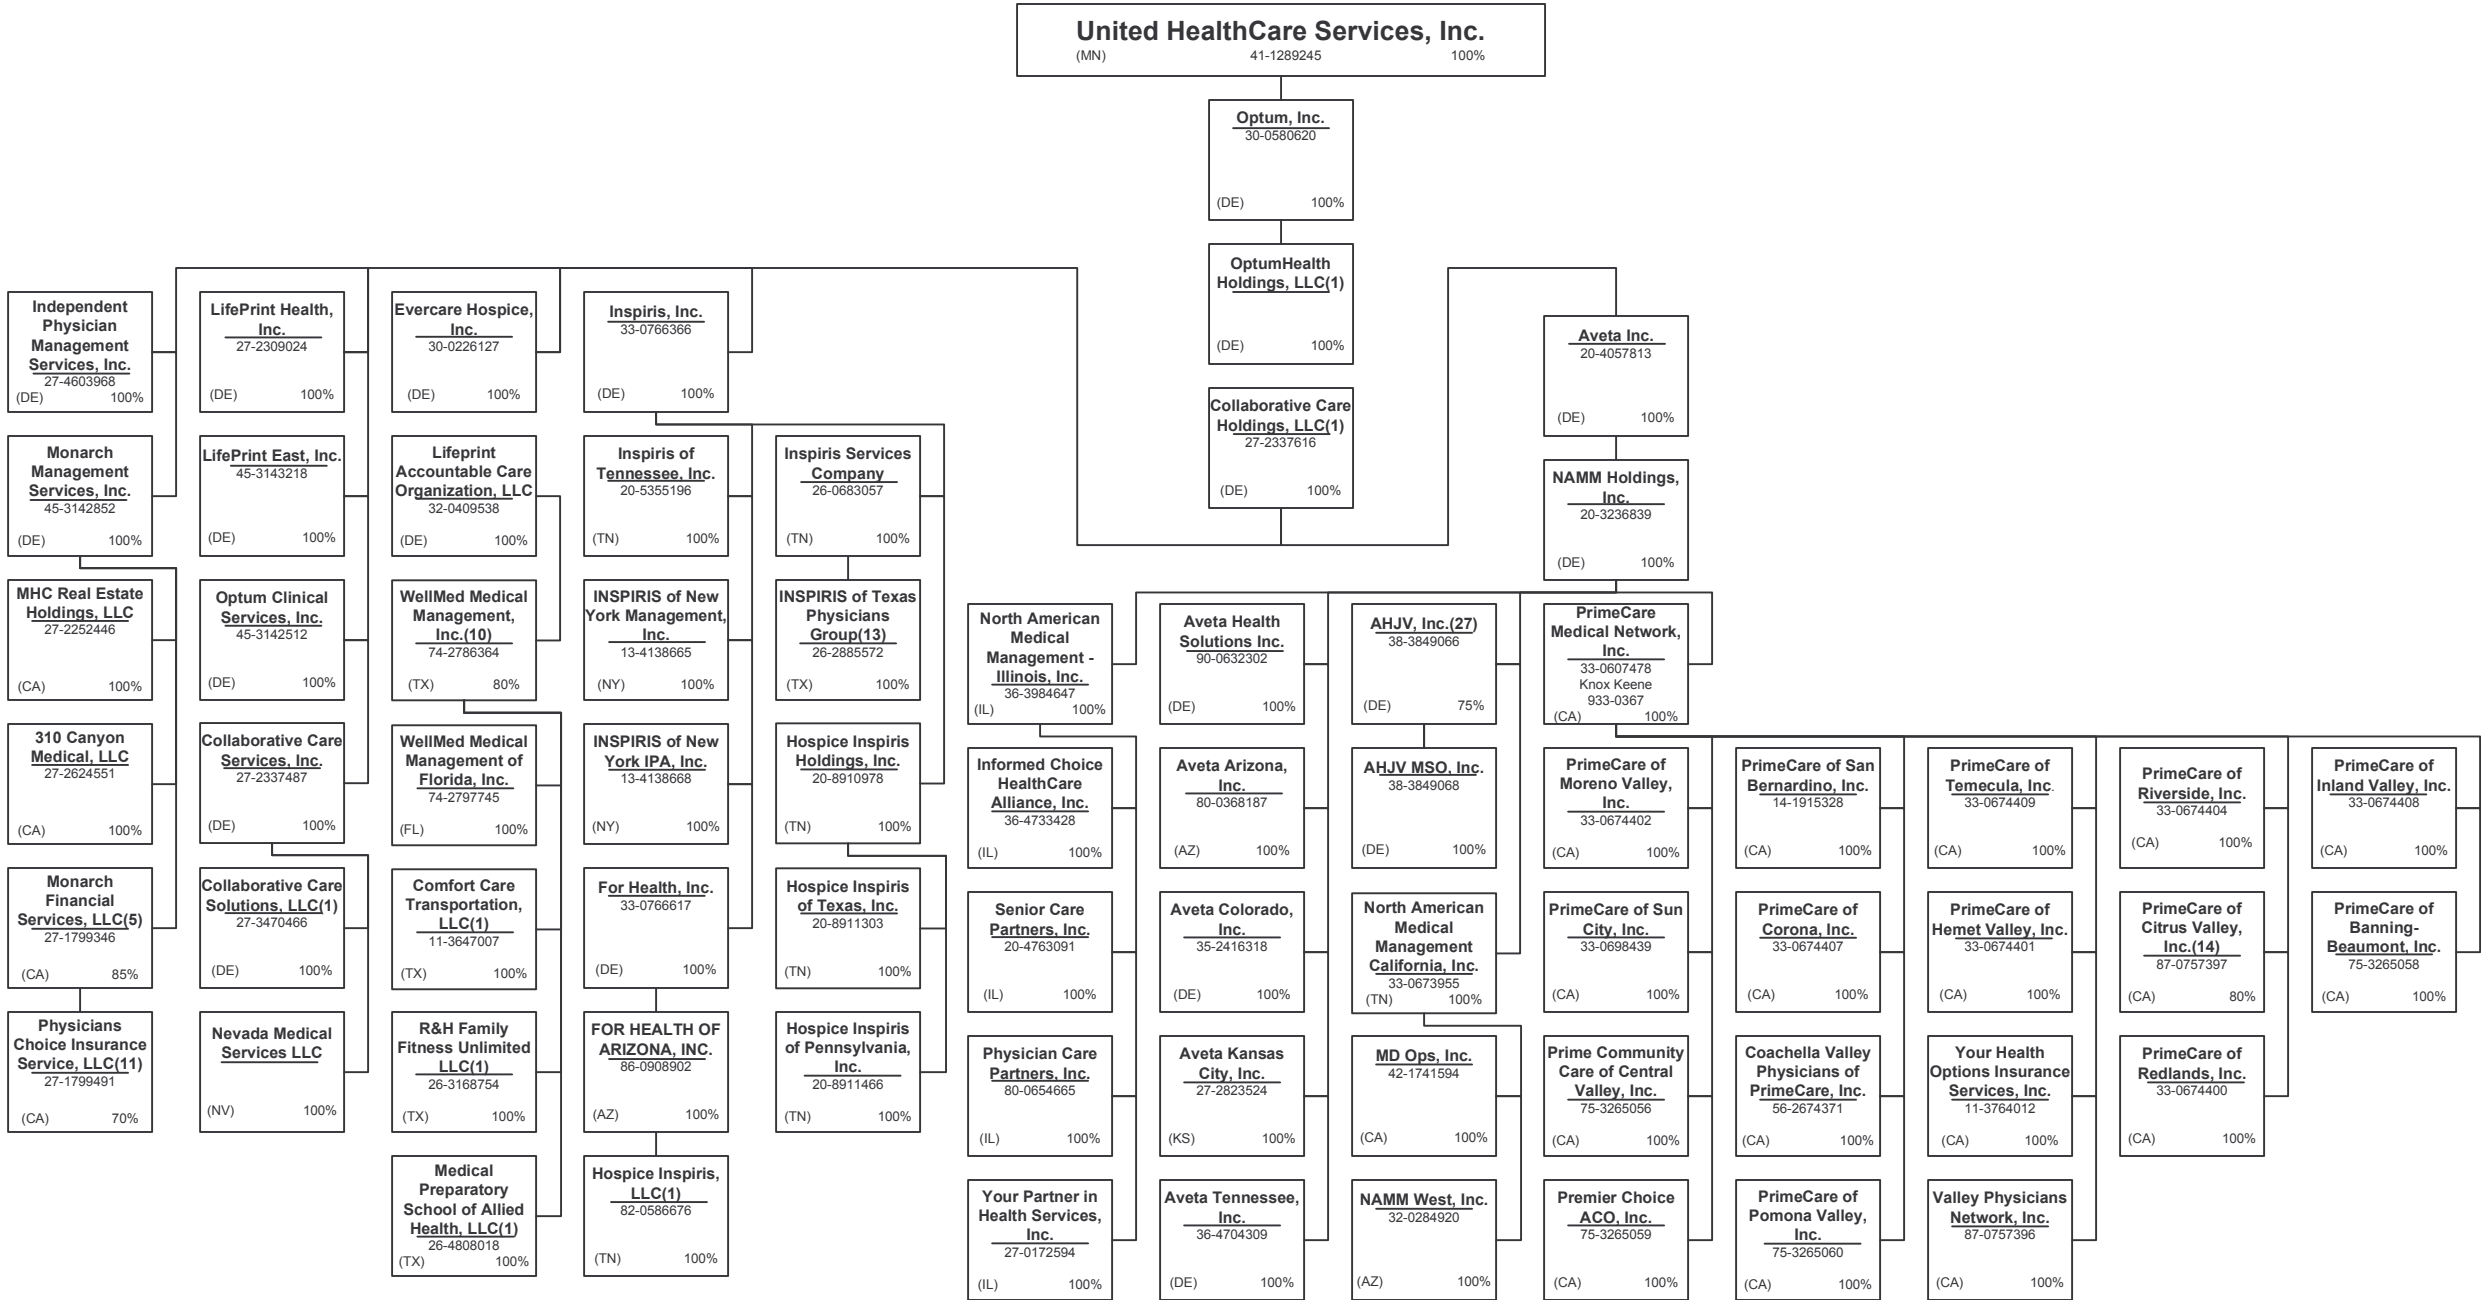 United HealthCare Services, Inc.
(MN) 41-1289245 100%
Optum, Inc.
30-0580620
(DE) 100%
OptumHealth
Holdings, LLC(1)
(DE) 100%
Collaborative Care
Holdings, LLC(1)
27-2337616
(DE) 100%
Independent
Physician
Management
Services, Inc.
27-4603968
(DE) 100%
Monarch
Management
Services, Inc.
45-3142852
(DE) 100%
MHC Real Estate
Holdings, LLC
27-2252446
(CA) 100%
310 Canyon
Medical, LLC
27-2624551
(CA) 100%
Monarch
Financial
Services, LLC(5)
27-1799346
(CA) 85%
Physicians
Choice Insurance
Service, LLC(11)
27-1799491
(CA) 70%
LifePrint Health,
Inc.
27-2309024
(DE) 100%
LifePrint East, Inc.
45-3143218
(DE) 100%
Optum Clinical
Services, Inc.
45-3142512
(DE) 100%
Collaborative Care
Services, Inc.
27-2337487
(DE) 100%
Collaborative Care
Solutions, LLC(1)
27-3470466
(DE) 100%
Nevada Medical
Services LLC
(NV) 100%
Evercare Hospice,
Inc.
30-0226127
(DE) 100%
Lifeprint
Accountable Care
Organization, LLC
32-0409538
(DE) 100%
WellMed Medical
Management,
Inc.(10)
74-2786364
(TX) 80%
WellMed Medical
Management of
Florida, Inc.
74-2797745
(FL) 100%
Comfort Care
Transportation,
LLC(1)
11-3647007
(TX) 100%
R&H Family
Fitness Unlimited
LLC(1)
26-3168754
(TX) 100%
Medical
Preparatory
School of Allied
Health, LLC(1)
26-4808018
(TX) 100%
Inspiris, Inc.
33-0766366
(DE) 100%
Inspiris of
Tennessee, Inc.
20-5355196
(TN) 100%
INSPIRIS of New
York Management,
Inc.
13-4138665
(NY) 100%
INSPIRIS of New
York IPA, Inc.
13-4138668
(NY) 100%
For Health, Inc.
33-0766617
(DE) 100%
FOR HEALTH OF
ARIZONA, INC.
86-0908902
(AZ) 100%
Hospice Inspiris,
LLC(1)
82-0586676
(TN) 100%
Inspiris Services
Company
26-0683057
(TN) 100%
INSPIRIS of Texas
Physicians
Group(13)
26-2885572
(TX) 100%
Hospice Inspiris
Holdings, Inc.
20-8910978
(TN) 100%
Hospice Inspiris
of Texas, Inc.
20-8911303
(TN) 100%
Hospice Inspiris
of Pennsylvania,
Inc.
20-8911466
(TN) 100%
Aveta Inc.
20-4057813
(DE) 100%
NAMM Holdings,
Inc.
20-3236839
(DE) 100%
North American
Medical
Management -
Illinois, Inc.
36-3984647
(IL) 100%
Informed Choice
HealthCare
Alliance, Inc.
36-4733428
(IL) 100%
Senior Care
Partners, Inc.
20-4763091
(IL) 100%
Physician Care
Partners, Inc.
80-0654665
(IL) 100%
Your Partner in
Health Services,
Inc.
27-0172594
(IL) 100%
Aveta Health
Solutions Inc.
90-0632302
(DE) 100%
Aveta Arizona,
Inc.
80-0368187
(AZ) 100%
Aveta Colorado,
Inc.
35-2416318
(DE) 100%
Aveta Kansas
City, Inc.
27-2823524
(KS) 100%
Aveta Tennessee,
Inc.
36-4704309
(DE) 100%
AHJV, Inc.(27)
38-3849066
(DE) 75%
AHJV MSO, Inc.
38-3849068
(DE) 100%
North American
Medical
Management
California, Inc.
33-0673955
(TN) 100%
MD Ops, Inc.
42-1741594
(CA) 100%
NAMM West, Inc.
32-0284920
(AZ) 100%
PrimeCare
Medical Network,
Inc.
33-0607478
Knox Keene
933-0367
(CA) 100%
PrimeCare of
Moreno Valley,
Inc.
33-0674402
(CA) 100%
PrimeCare of Sun
City, Inc.
33-0698439
(CA) 100%
Prime Community
Care of Central
Valley, Inc.
75-3265056
(CA) 100%
Premier Choice
ACO, Inc.
75-3265059
(CA) 100%
PrimeCare of San
Bernardino, Inc.
14-1915328
(CA) 100%
PrimeCare of
Corona, Inc.
33-0674407
(CA) 100%
Coachella Valley
Physicians of
PrimeCare, Inc.
56-2674371
(CA) 100%
PrimeCare of
Pomona Valley,
Inc.
75-3265060
(CA) 100%
PrimeCare of
Temecula, Inc.
33-0674409
(CA) 100%
PrimeCare of
Hemet Valley, Inc.
33-0674401
(CA) 100%
Your Health
Options Insurance
Services, Inc.
11-3764012
(CA) 100%
Valley Physicians
Network, Inc.
87-0757396
(CA) 100%
PrimeCare of
Riverside, Inc.
33-0674404
(CA) 100%
PrimeCare of
Citrus Valley,
Inc.(14)
87-0757397
(CA) 80%
PrimeCare of
Redlands, Inc.
33-0674400
(CA) 100%
PrimeCare of
Inland Valley, Inc.
33-0674408
(CA) 100%
PrimeCare of
Banning-
Beaumont, Inc.
75-3265058
(CA) 100%